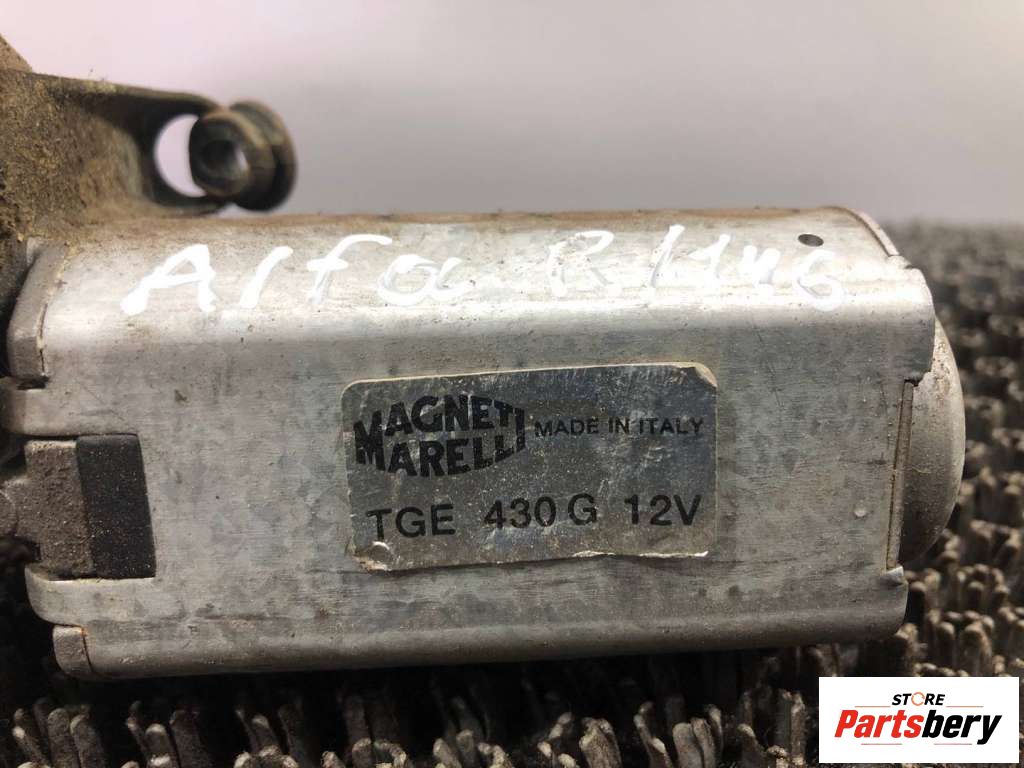 Alfa R 146
MAGNETI MARELLI MADE IN ITALY
TGE 430 G 12V
STORE
Partsbery